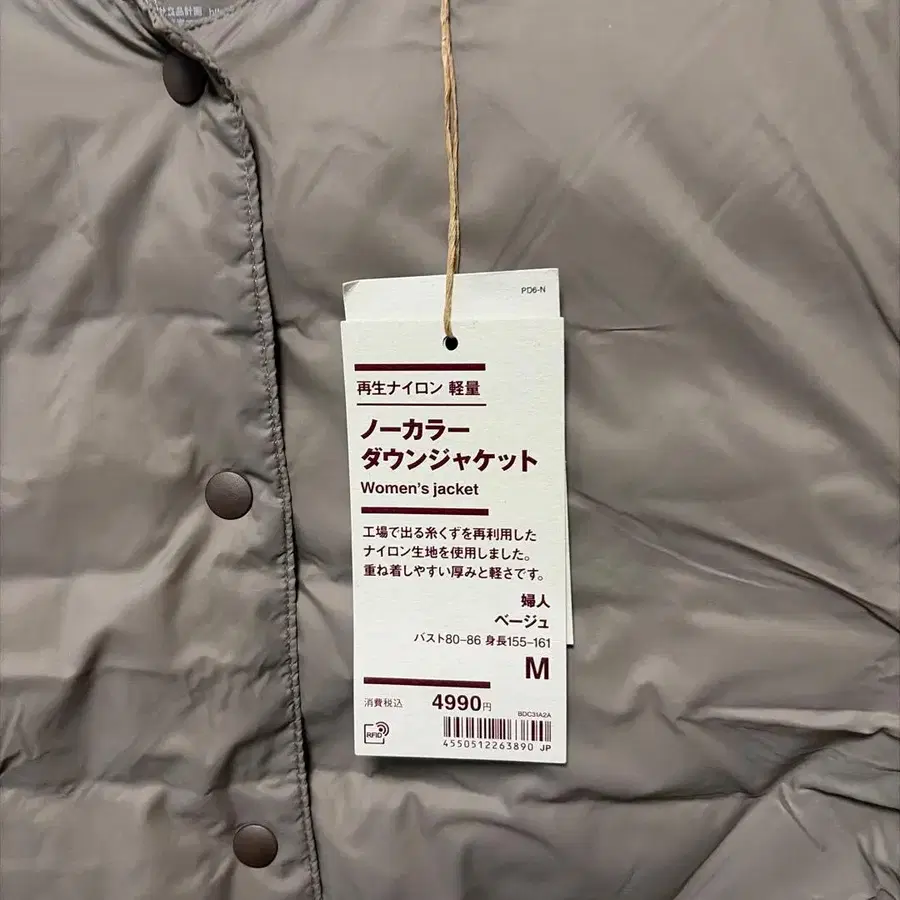 PD6-N
再生ナイロン 軽量
ノーカラー
ダウンジャケット
Women's jacket
工場で出る糸くずを再利用した
ナイロン生地を使用しました。
重ね着しやすい厚みと軽さです。
婦人
ベージュ
バスト80-86 身長155-161
M
消費税込 4990円
BDC31A2A
RFID
4550512263890 JP